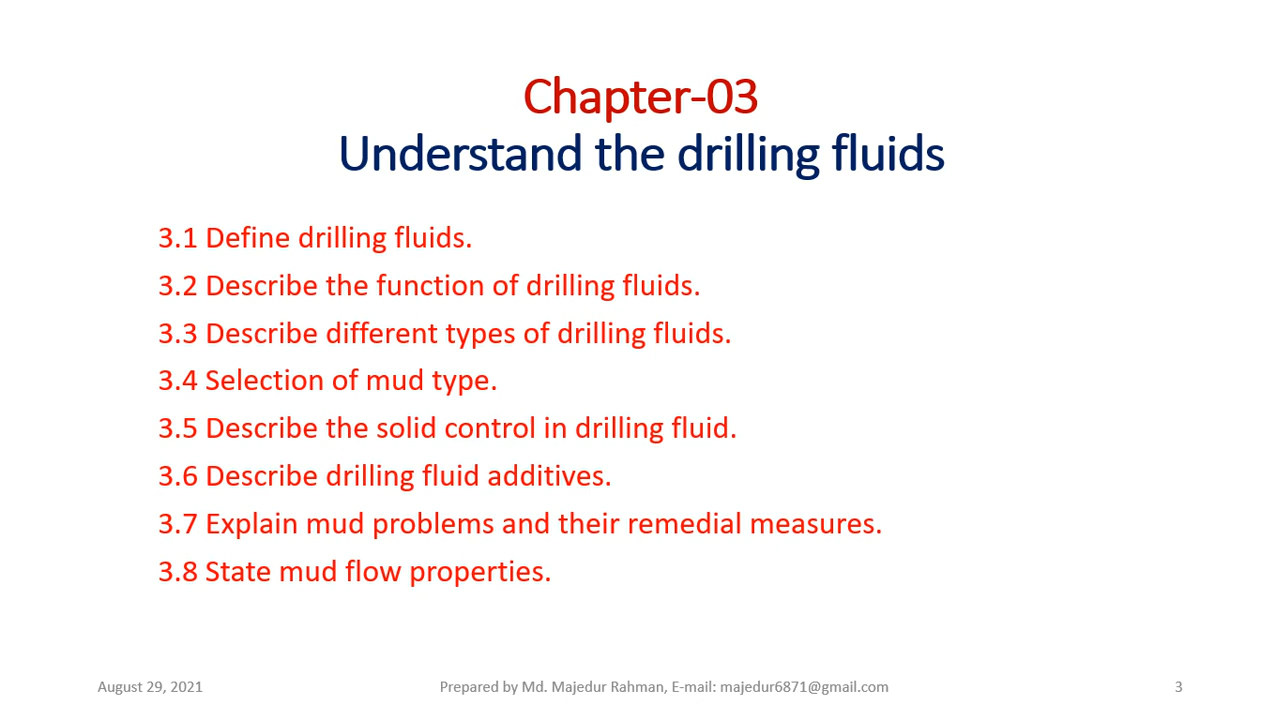 Chapter-03
Understand the drilling fluids
3.1 Define drilling fluids.
3.2 Describe the function of drilling fluids.
3.3 Describe different types of drilling fluids.
3.4 Selection of mud type.
3.5 Describe the solid control in drilling fluid.
3.6 Describe drilling fluid additives.
3.7 Explain mud problems and their remedial measures.
3.8 State mud flow properties.
August 29, 2021
Prepared by Md. Majedur Rahman, E-mail: majedur6871@gmail.com
3